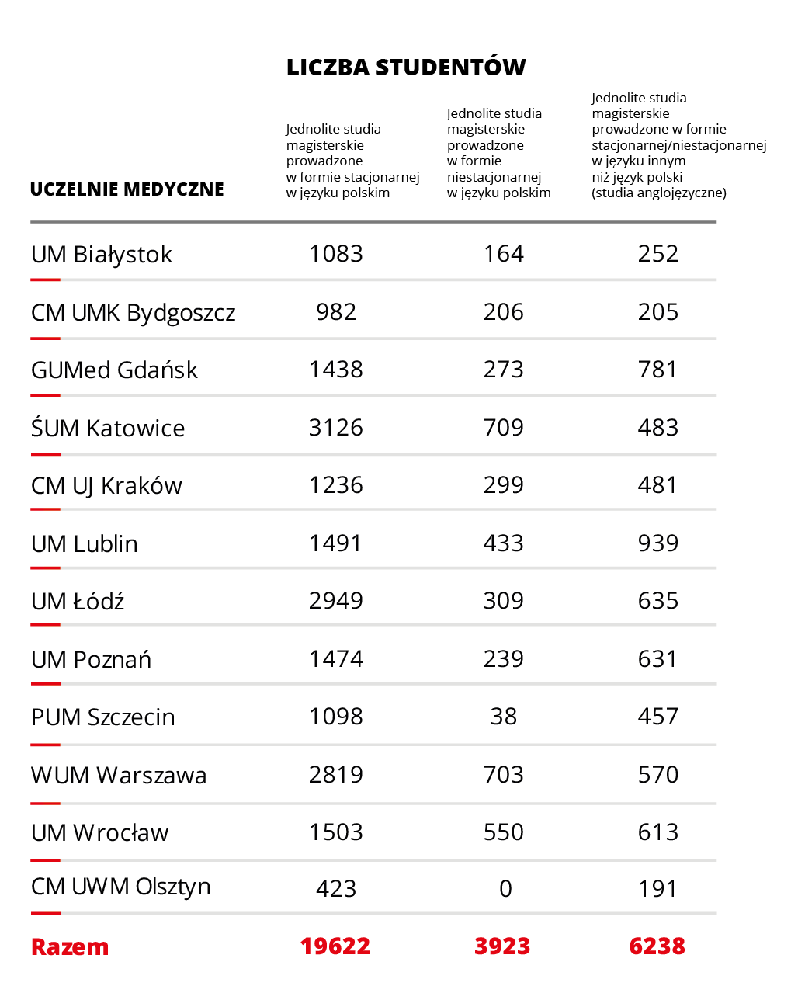 LICZBA STUDENTÓW
UCZELNIE MEDYCZNE
Jednolite studia
magisterskie
prowadzone
w formie stacjonarnej
w języku polskim
Jednolite studia
magisterskie
prowadzone
w formie
niestacjonarnej
w języku polskim
Jednolite studia
magisterskie
prowadzone w formie
stacjonarnej/niestacjonarnej
w języku innym
niż język polski
(studia anglojęzyczne)
UM Białystok 1083 164 252
CM UMK Bydgoszcz 982 206 205
GUMed Gdańsk 1438 273 781
ŚUM Katowice 3126 709 483
CM UJ Kraków 1236 299 481
UM Lublin 1491 433 939
UM Łódź 2949 309 635
UM Poznań 1474 239 631
PUM Szczecin 1098 38 457
WUM Warszawa 2819 703 570
UM Wrocław 1503 550 613
CM UWM Olsztyn 423 0 191
Razem 19622 3923 6238